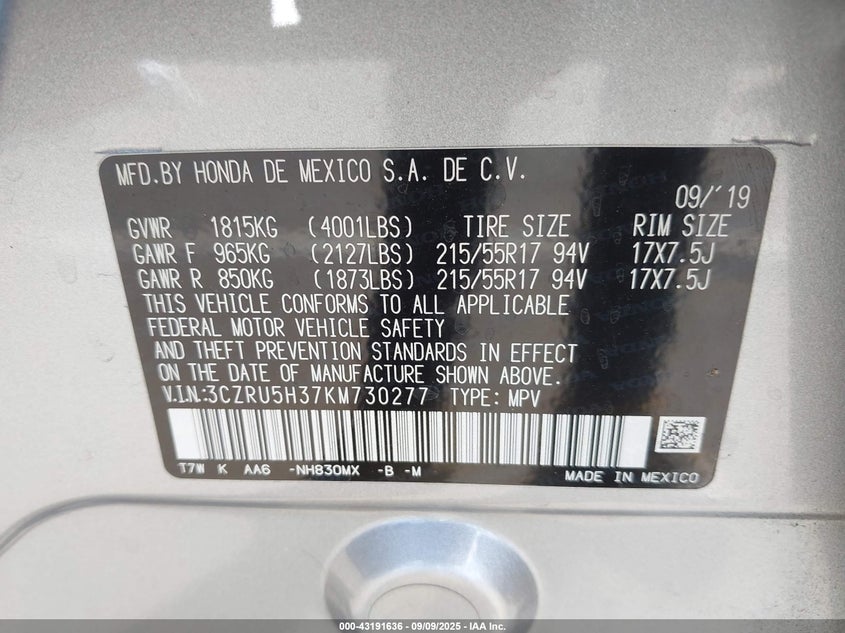 MFD.BY HONDA DE MEXICO S.A. DE C.V.
09/'19
GVWR 1815KG (4001LBS) TIRE SIZE RIM SIZE
GAWR F 965KG (2127LBS) 215/55R17 94V 17X7.5J
GAWR R 850KG (1873LBS) 215/55R17 94V 17X7.5J
THIS VEHICLE CONFORMS TO ALL APPLICABLE
FEDERAL MOTOR VEHICLE SAFETY
AND THEFT PREVENTION STANDARDS IN EFFECT
ON THE DATE OF MANUFACTURE SHOWN ABOVE.
V.I.N.:3CZRU5H37KM730277 TYPE: MPV
T7W K AA6 -NH830MX -B -M
MADE IN MEXICO
000-43191636 - 09/09/2025 - IAA Inc.